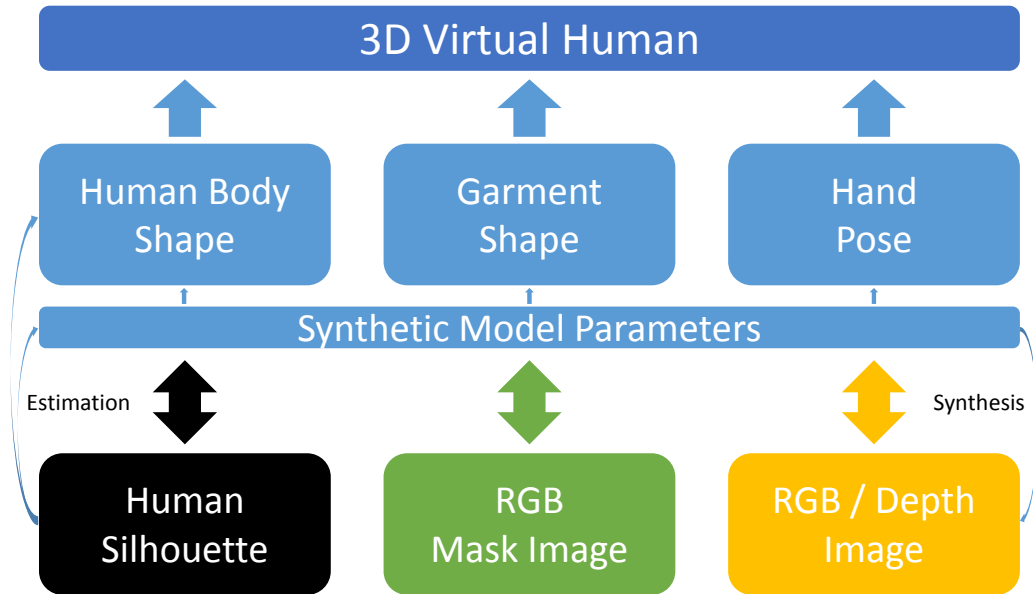 3D Virtual Human
Human Body
Shape
Garment
Shape
Hand
Pose
Synthetic Model Parameters
Estimation
Synthesis
Human
Silhouette
RGB
Mask Image
RGB / Depth
Image